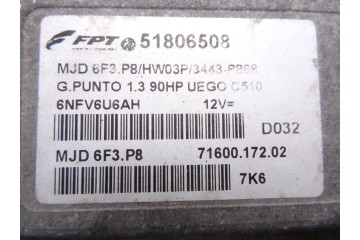 FPT 51806508
MJD 6F3.P8/HW03P/3443-P868
G.PUNTO 1.3 90HP UEGO C510
6NFV6U6AH 12V=
D032
MJD 6F3.P8 71600.172.02
7K6